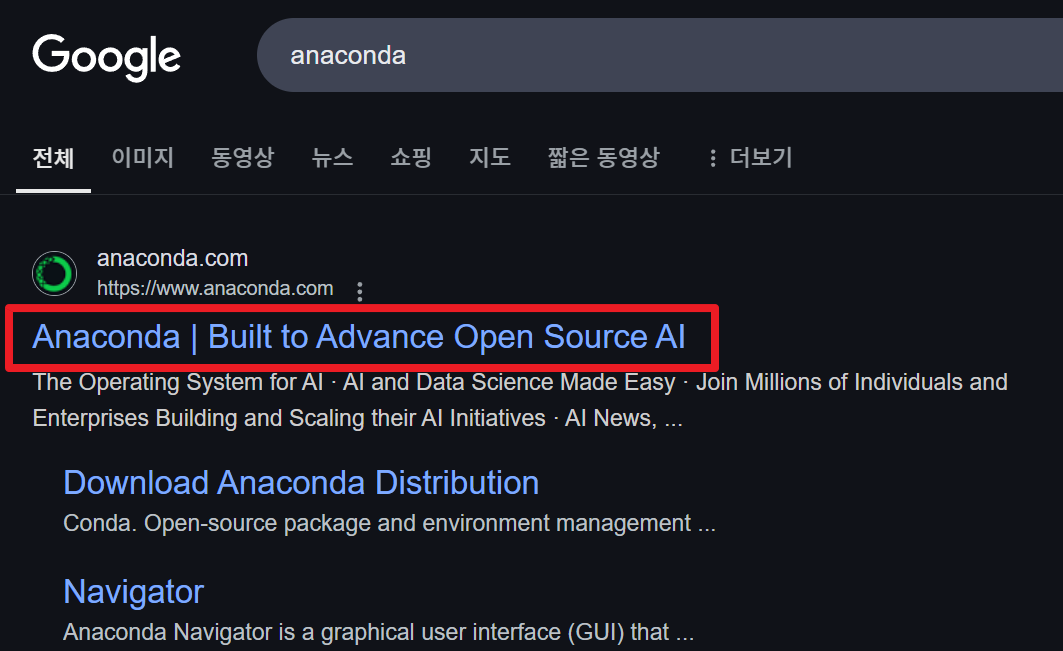 Google
anaconda
전체 이미지 동영상 뉴스 쇼핑 지도 짧은 동영상 더보기
anaconda.com
https://www.anaconda.com
Anaconda | Built to Advance Open Source AI
The Operating System for AI · AI and Data Science Made Easy · Join Millions of Individuals and
Enterprises Building and Scaling their AI Initiatives · AI News, ...
Download Anaconda Distribution
Conda. Open-source package and environment management ...
Navigator
Anaconda Navigator is a graphical user interface (GUI) that ...